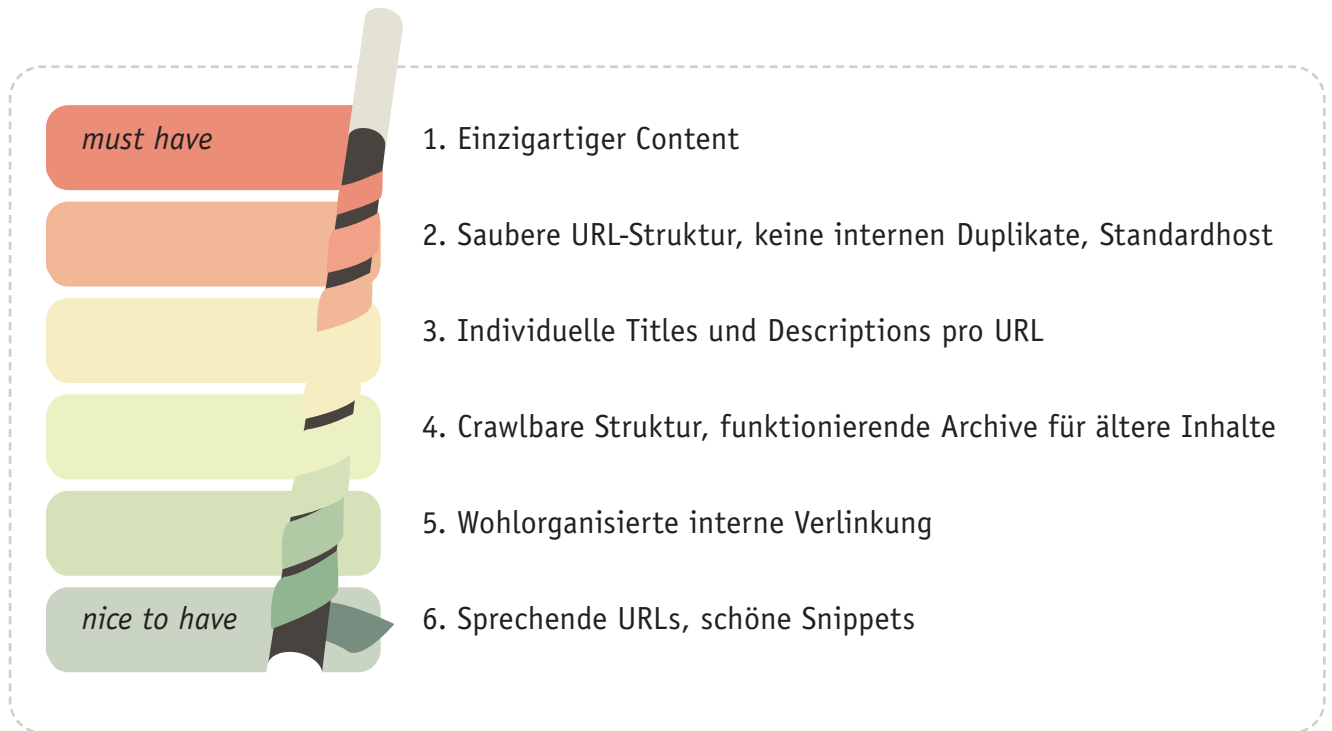 must have
1. Einzigartiger Content
2. Saubere URL-Struktur, keine internen Duplikate, Standardhost
3. Individuelle Titles und Descriptions pro URL
4. Crawlbare Struktur, funktionierende Archive für ältere Inhalte
5. Wohlorganisierte interne Verlinkung
nice to have
6. Sprechende URLs, schöne Snippets